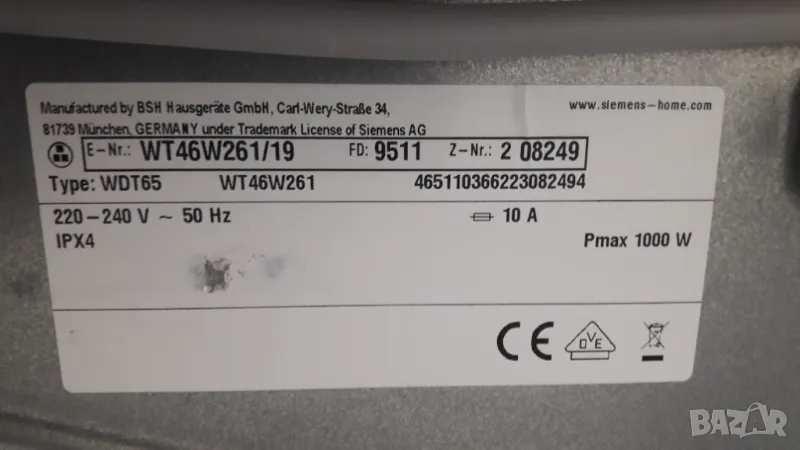 Manufactured by BSH Hausgeräte GmbH, Carl-Wery-Straße 34,
81739 München, GERMANY under Trademark License of Siemens AG
www.siemens-home.com
E-Nr.: WT46W261/19 FD: 9511 Z-Nr.: 2 08249
Type: WDT65 WT46W261 465110366223082494
220-240 V ~ 50 Hz 10 A
IPX4 Pmax 1000 W
CE DVE
BAZAR